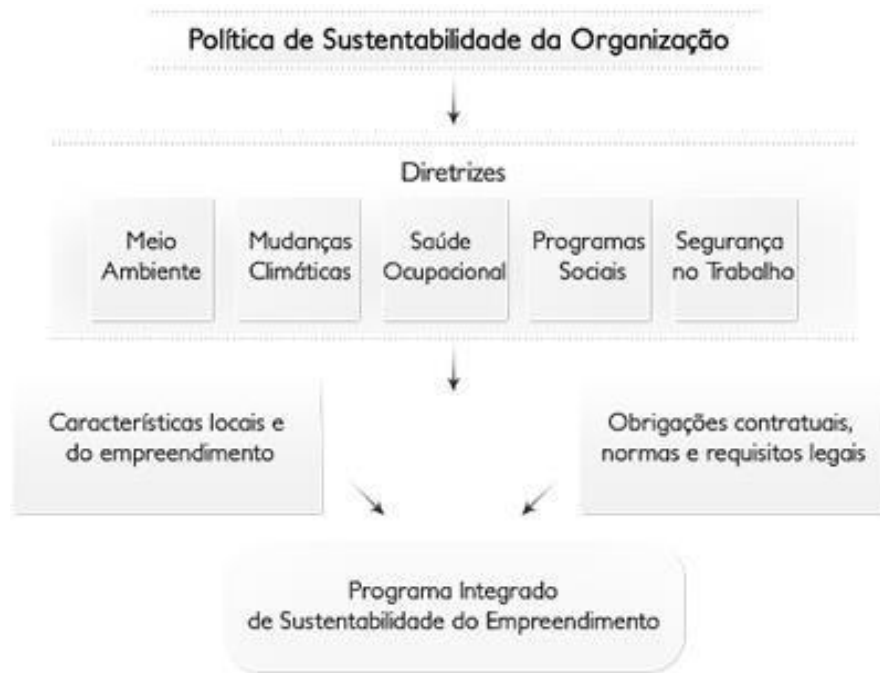 Política de Sustentabilidade da Organização
Diretrizes
Meio
Ambiente
Mudanças
Climáticas
Saúde
Ocupacional
Programas
Sociais
Segurança
no Trabalho
Características locais e
do empreendimento
Obrigações contratuais,
normas e requisitos legais
Programa Integrado
de Sustentabilidade do Empreendimento